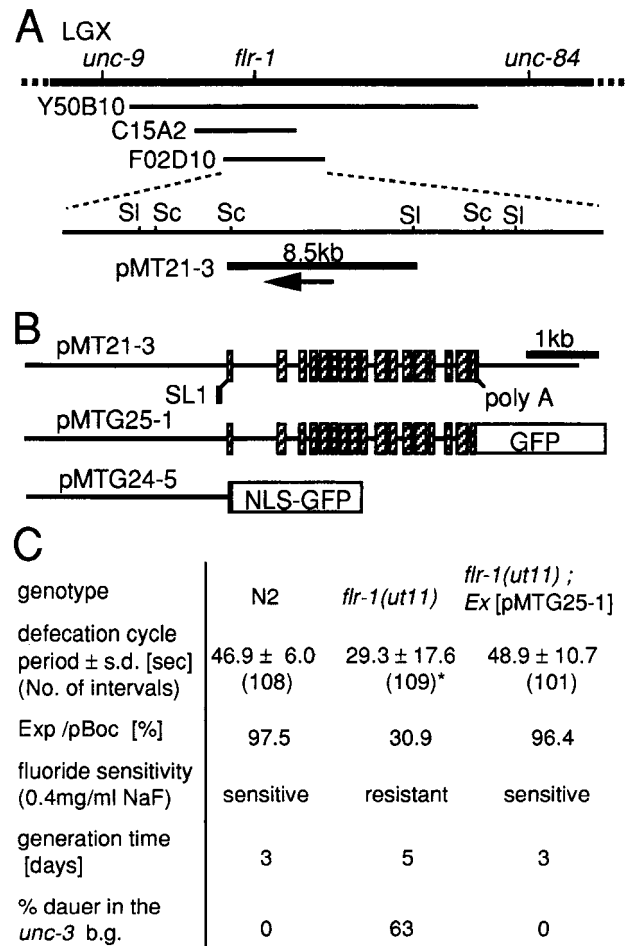 A LGX
unc-9 flr-1 unc-84
Y50B10
C15A2
F02D10
Sl Sc Sc Sl Sc Sl
8.5kb
pMT21-3
B
pMT21-3 1kb
SL1 poly A
pMTG25-1
GFP
pMTG24-5
NLS-GFP
C
genotype N2 flr-1(ut11) flr-1(ut11) ; Ex [pMTG25-1]
defecation cycle
period ± s.d. [sec] 46.9 ± 6.0 29.3 ± 17.6 48.9 ± 10.7
(No. of intervals) (108) (109)* (101)
Exp /pBoc [%] 97.5 30.9 96.4
fluoride sensitivity
(0.4mg/ml NaF) sensitive resistant sensitive
generation time
[days] 3 5 3
% dauer in the
unc-3 b.g. 0 63 0